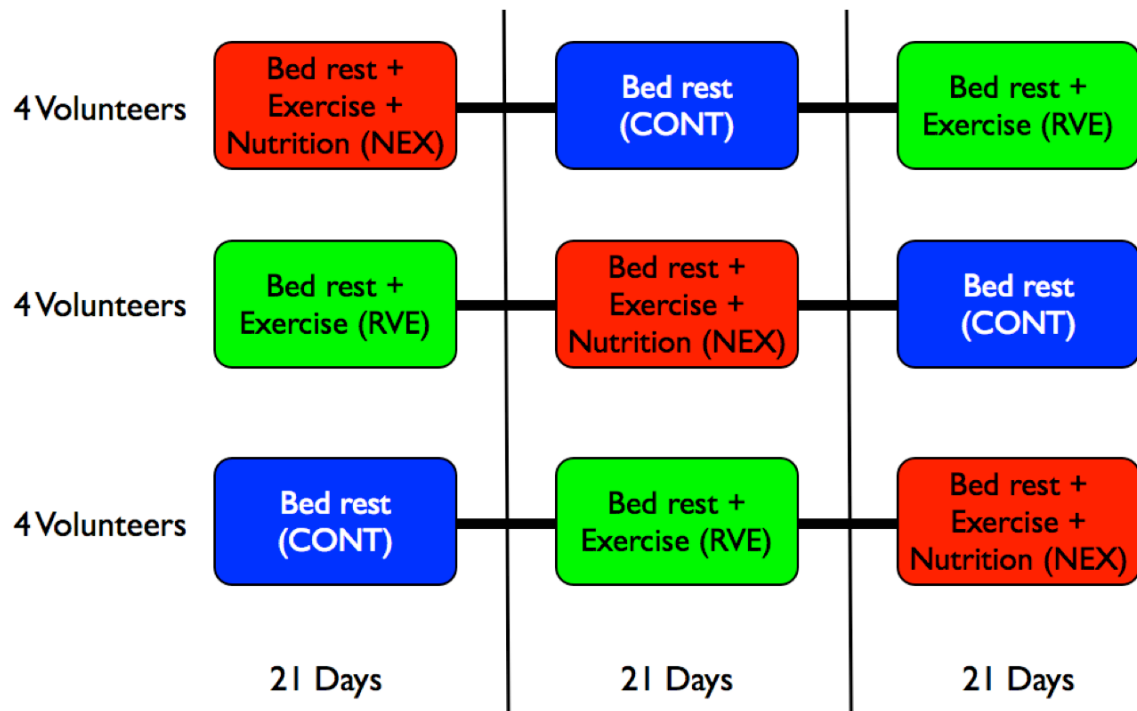 4 Volunteers
Bed rest +
Exercise +
Nutrition (NEX)
Bed rest
(CONT)
Bed rest +
Exercise (RVE)
4 Volunteers
Bed rest +
Exercise (RVE)
Bed rest +
Exercise +
Nutrition (NEX)
Bed rest
(CONT)
4 Volunteers
Bed rest
(CONT)
Bed rest +
Exercise (RVE)
Bed rest +
Exercise +
Nutrition (NEX)
21 Days
21 Days
21 Days